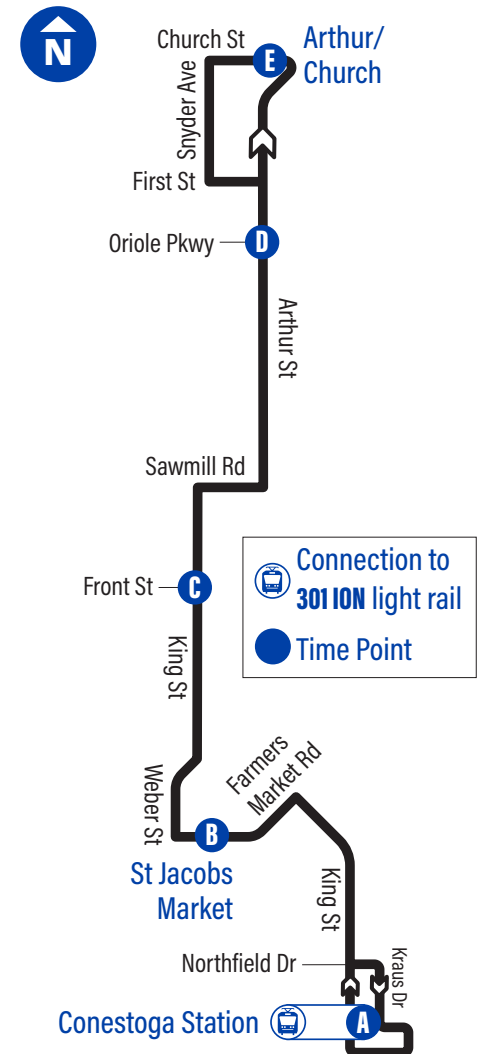 N
Church St
E
Arthur/
Church
Snyder Ave
First St
Oriole Pkwy
D
Arthur St
Sawmill Rd
Connection to
301 ION light rail
Time Point
Front St
C
King St
Farmers
Market Rd
Weber St
B
St Jacobs
Market
King St
Northfield Dr
Kraus Dr
Conestoga Station
A